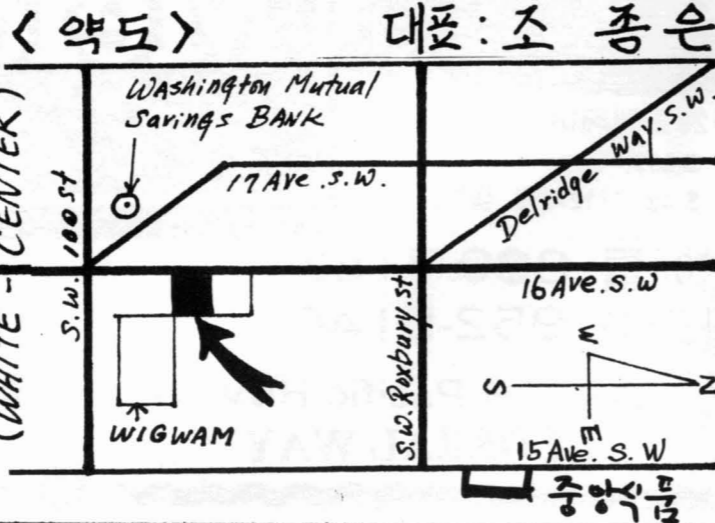 <약도> 대표: 조 종은
(WHITE - CENTER)
Washington Mutual
Savings BANK
17 Ave. S.W.
S.W. 100 St
Delridge Way. S.W.
16 Ave. S.W
S.W. Roxbury. St
WIGWAM
W
S N
E
15 Ave. S. W
중앙식품